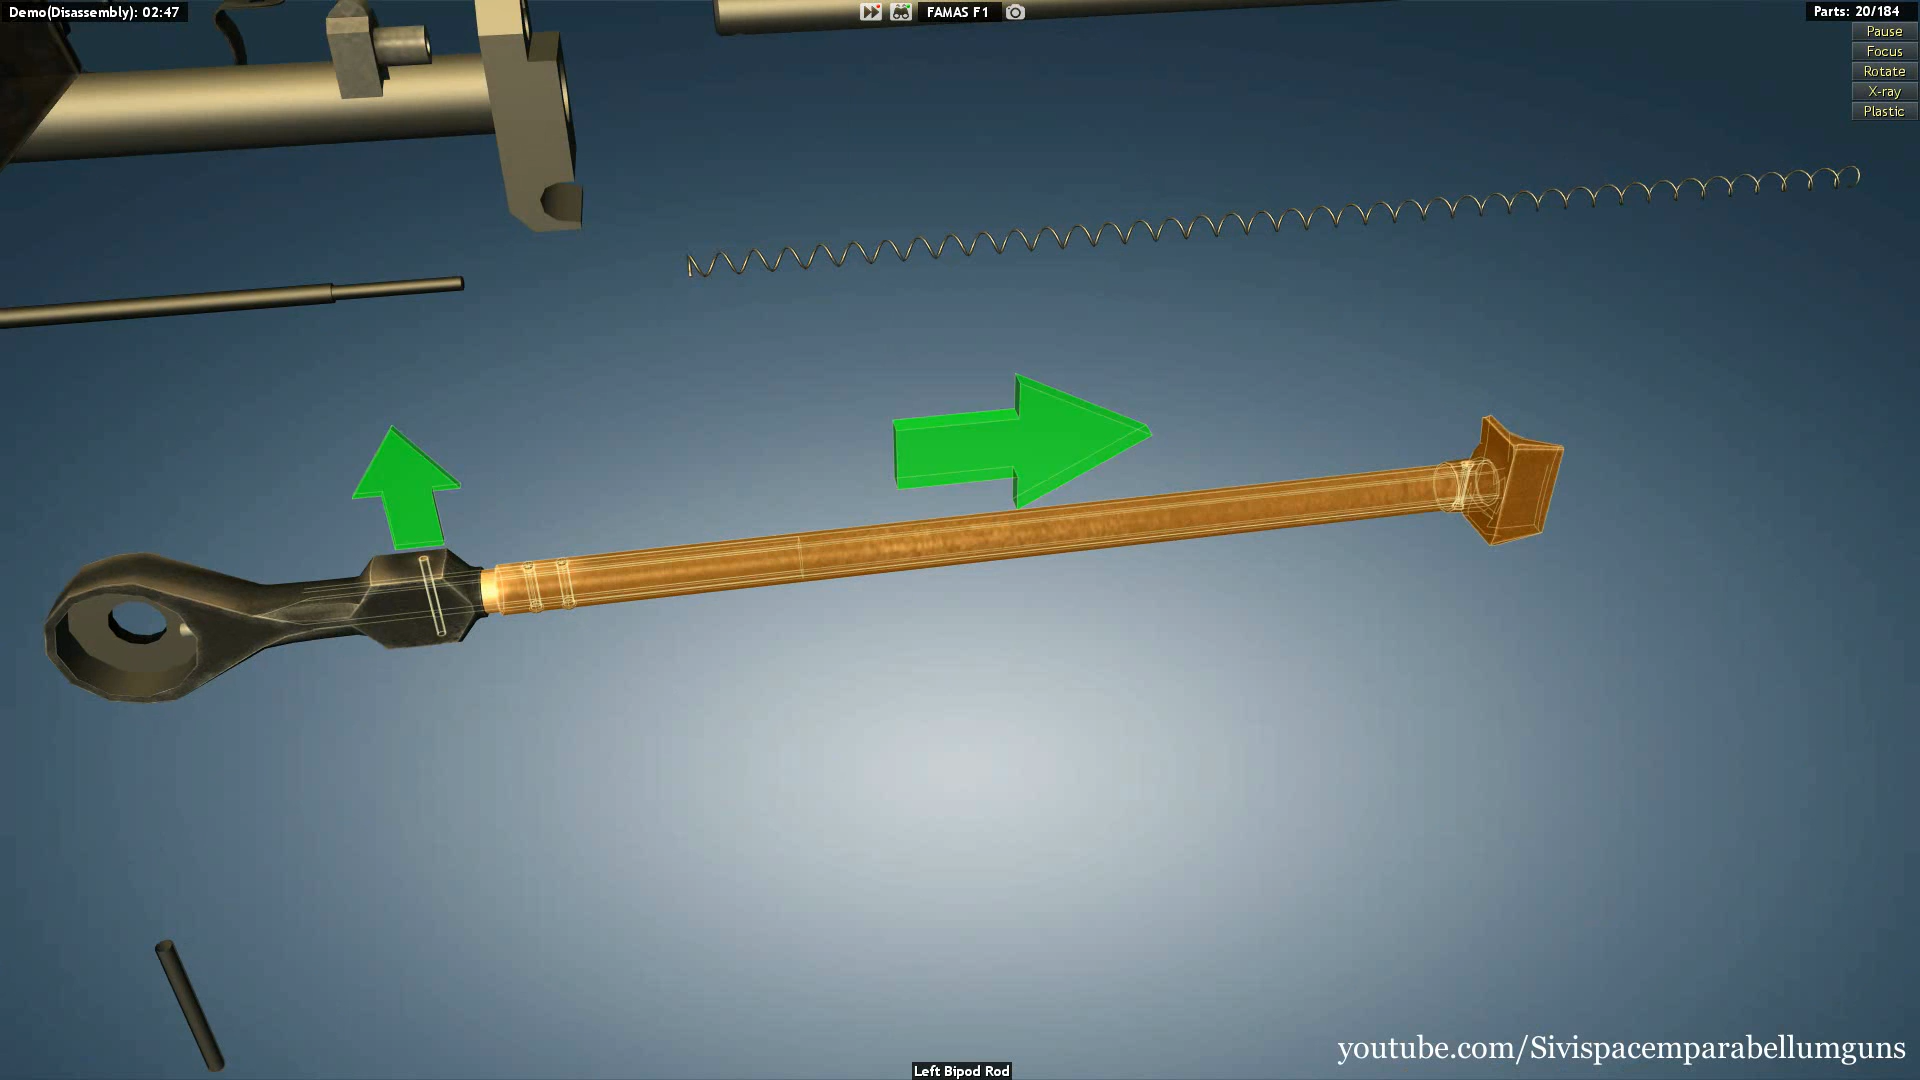 Demo(Disassembly): 02:47
FAMAS F1
Parts: 20/184
Pause
Focus
Rotate
X-ray
Plastic
youtube.com/Sivispacemparabellumguns
Left Bipod Rod